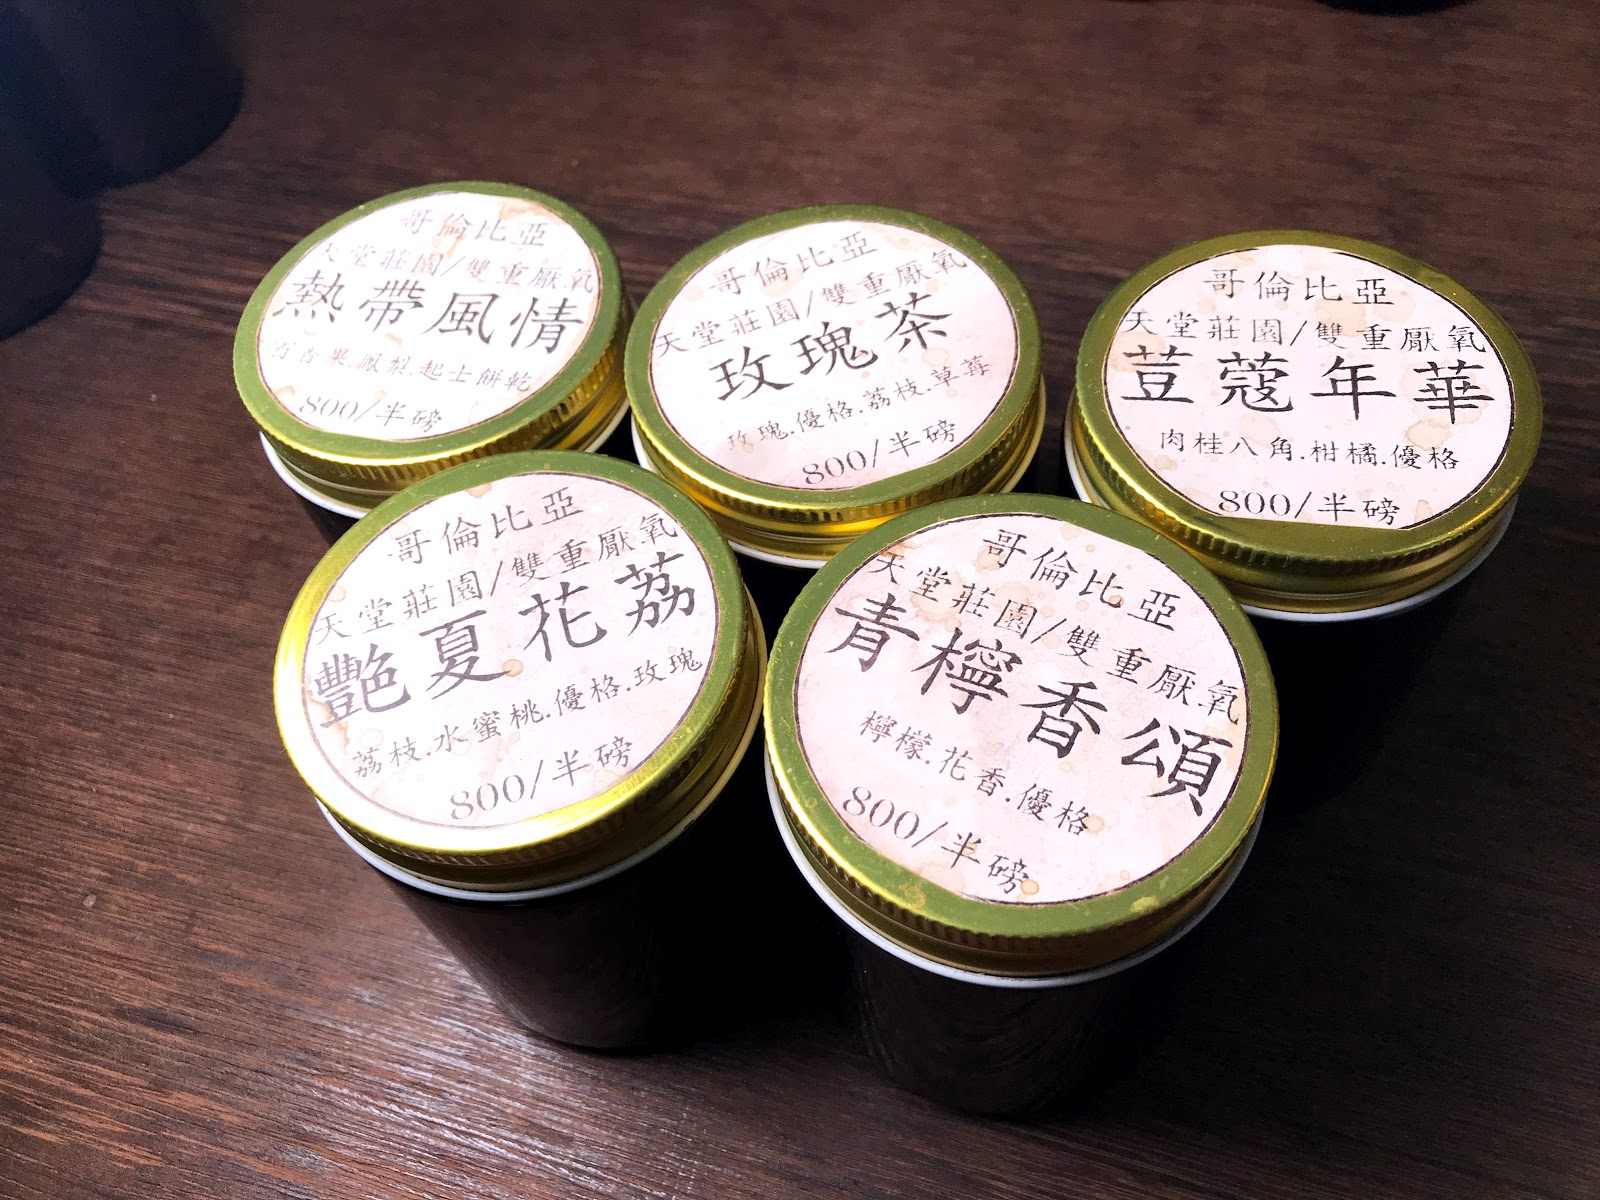 哥倫比亞
天堂莊園/雙重厭氧
熱帶風情
百香果.鳳梨.起士餅乾
800/半磅
哥倫比亞
天堂莊園/雙重厭氧
玫瑰茶
玫瑰.優格.荔枝.草莓
800/半磅
哥倫比亞
天堂莊園/雙重厭氧
荳蔻年華
肉桂八角.柑橘.優格
800/半磅
哥倫比亞
天堂莊園/雙重厭氧
艷夏花荔
荔枝.水蜜桃.優格.玫瑰
800/半磅
哥倫比亞
天堂莊園/雙重厭氧
青檸香頌
檸檬.花香.優格
800/半磅